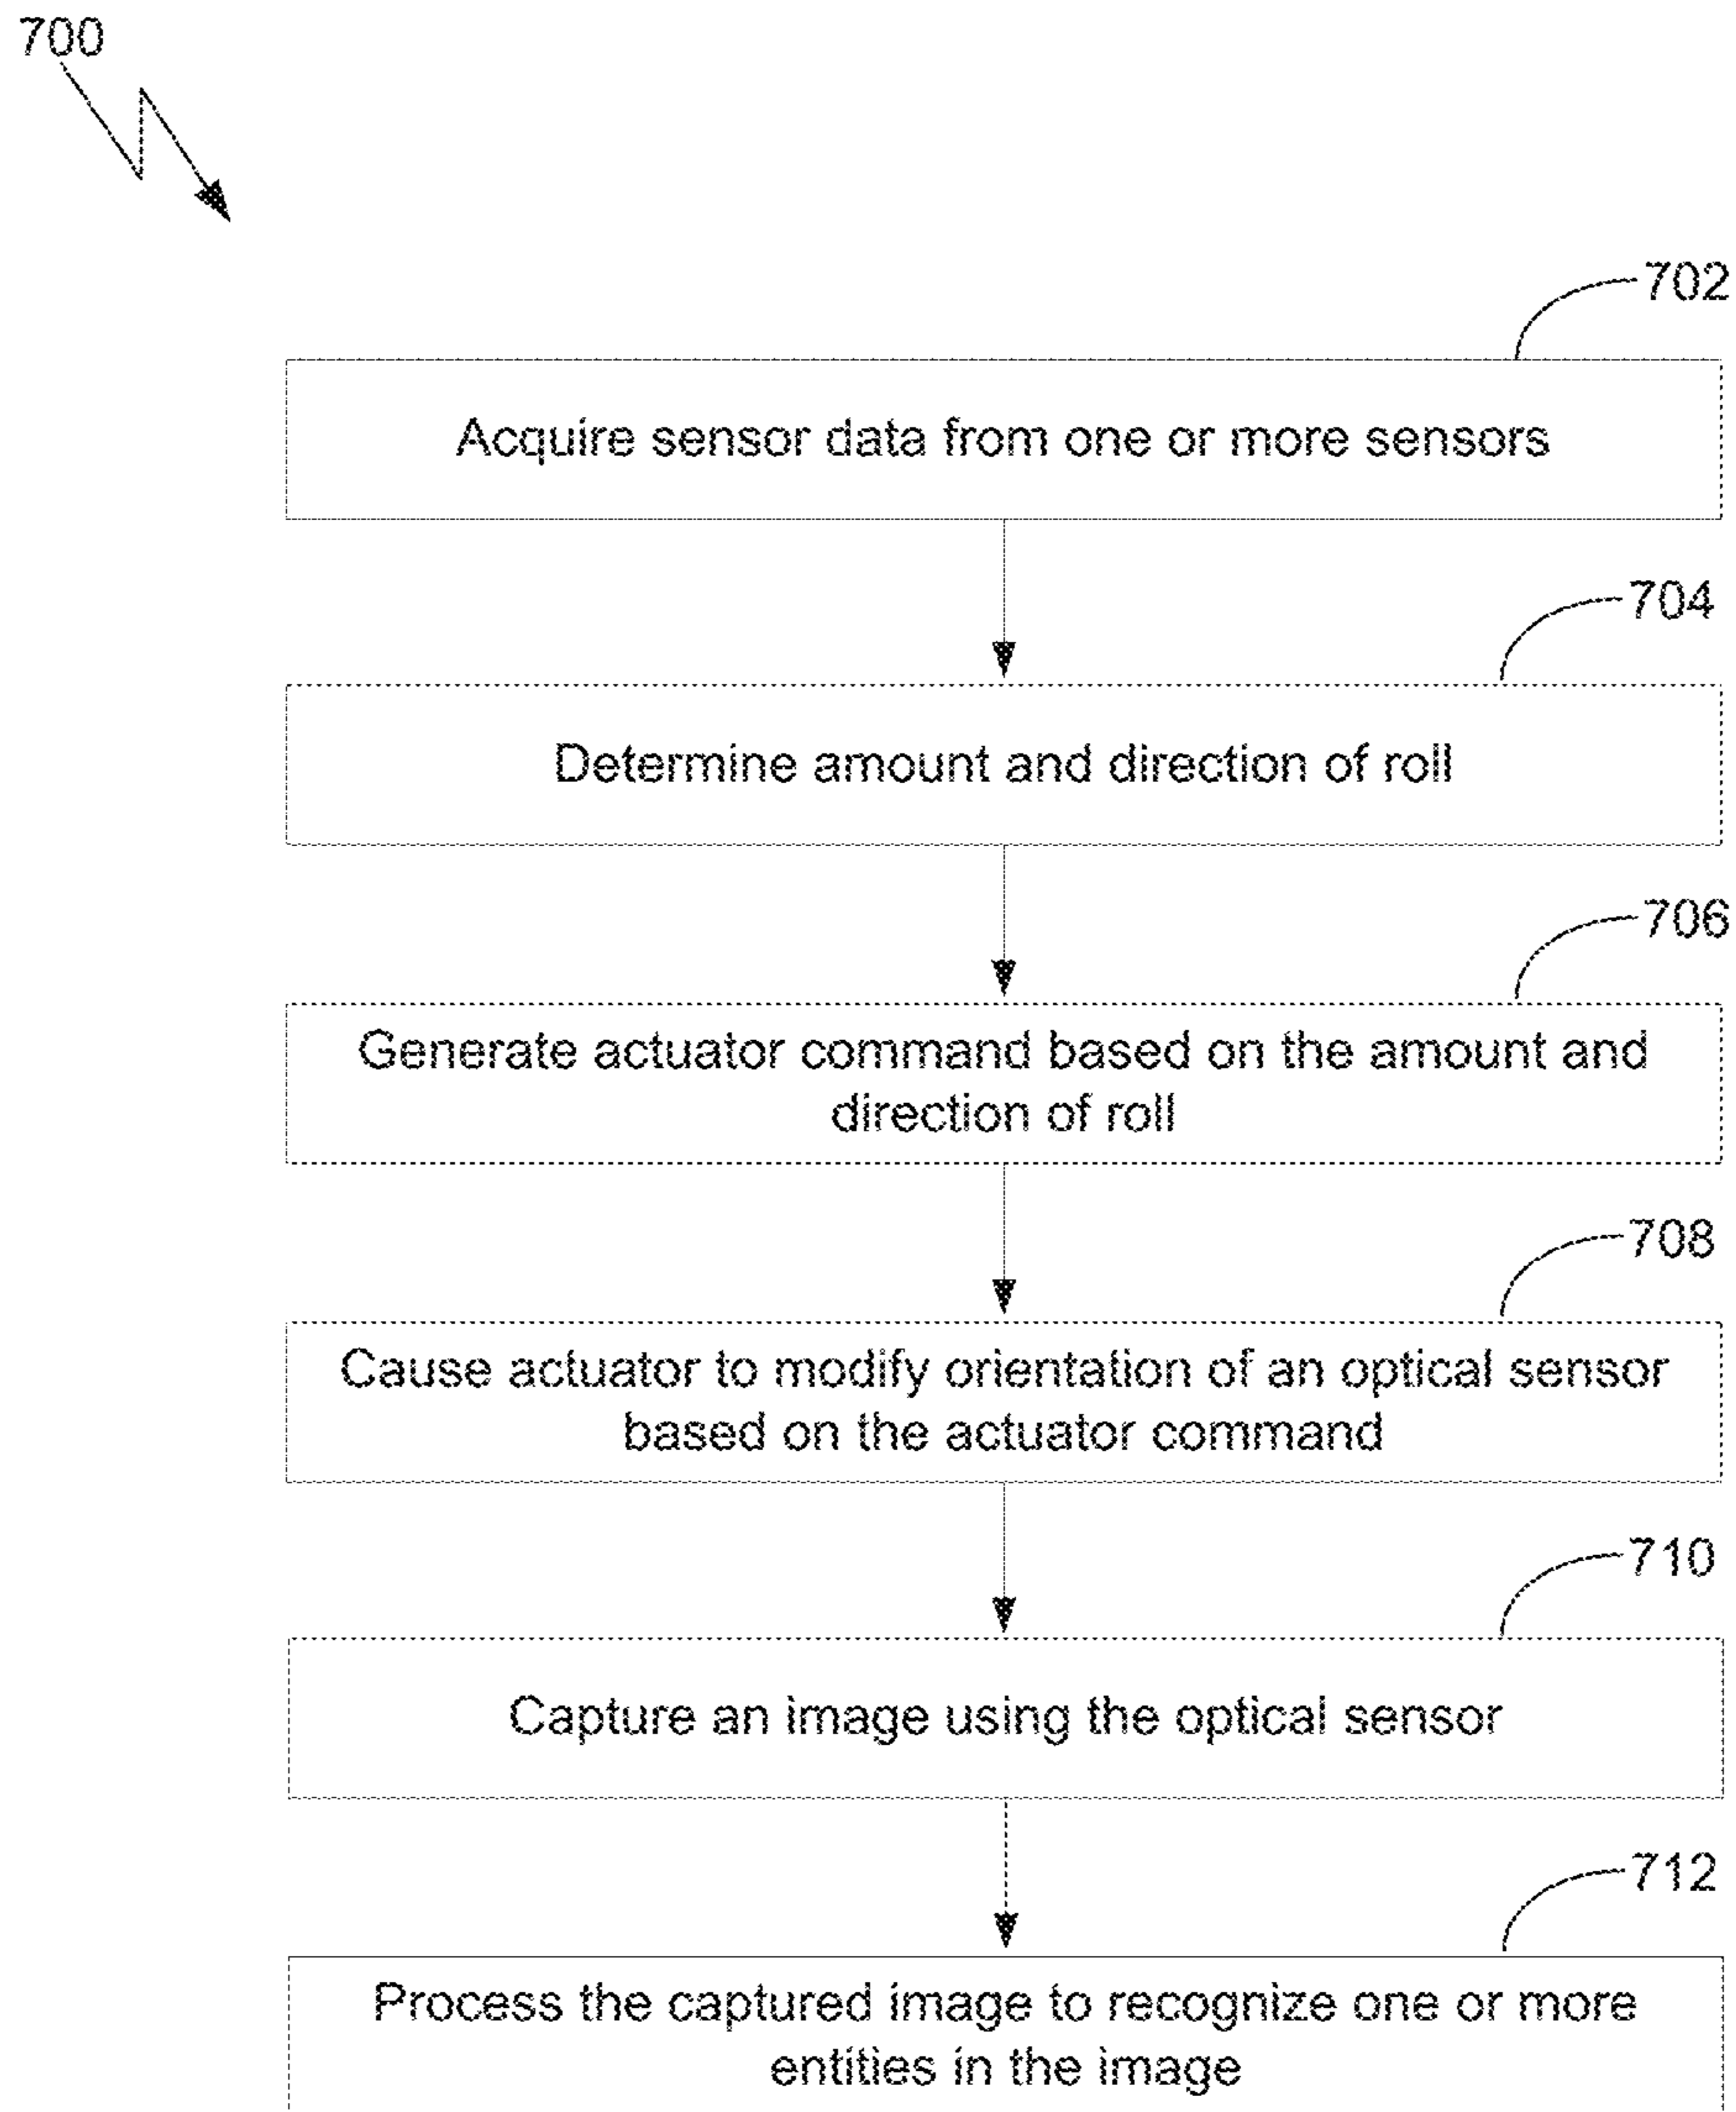 700
702
Acquire sensor data from one or more sensors
704
Determine amount and direction of roll
706
Generate actuator command based on the amount and
direction of roll
708
Cause actuator to modify orientation of an optical sensor
based on the actuator command
710
Capture an image using the optical sensor
712
Process the captured image to recognize one or more
entities in the image